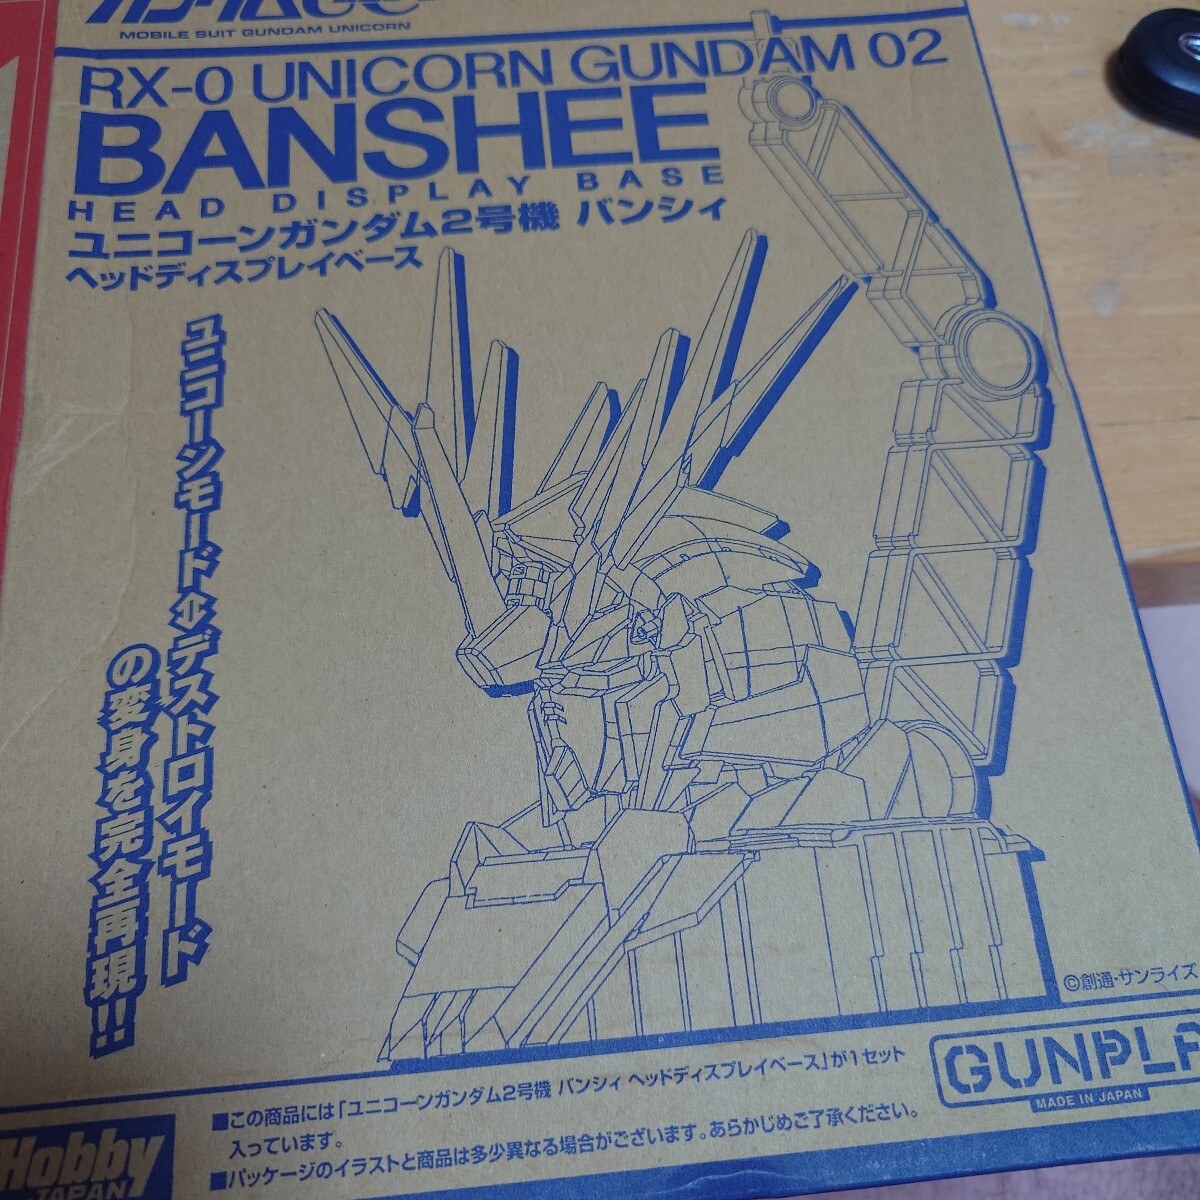 MOBILE SUIT GUNDAM UNICORN
RX-0 UNICORN GUNDAM 02
BANSHEE
HEAD DISPLAY BASE
ユニコーンガンダム2号機 バンシィ
ヘッドディスプレイベース
ユニコーンモード⇔デストロイモード
の変身を完全再現!!
©創通・サンライズ
GUNPLA
MADE IN JAPAN
■この商品には「ユニコーンガンダム2号機 バンシィ ヘッドディスプレイベース」が1セット
入っています。
■パッケージのイラストと商品は多少異なる場合がございます。あらかじめご了承ください。
Hobby
JAPAN